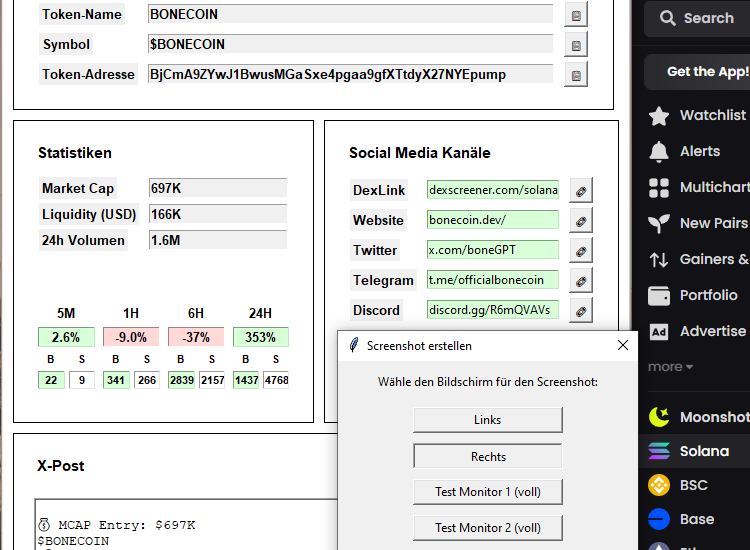 Token-Name BONECOIN
Symbol $BONECOIN
Token-Adresse BjCmA9ZYwJ1BwusMGaSxe4pgaa9gfXTtdyX27NYEpump
Statistiken
Market Cap 697K
Liquidity (USD) 166K
24h Volumen 1.6M
5M 1H 6H 24H
2.6% -9.0% -37% 353%
B S B S B S B S
22 9 341 266 2839 2157 1437 4768
Social Media Kanäle
DexLink dexscreener.com/solana
Website bonecoin.dev/
Twitter x.com/boneGPT
Telegram t.me/officialbonecoin
Discord discord.gg/R6mQVAVs
X-Post
MCAP Entry: $697K
$BONECOIN
Screenshot erstellen
Wähle den Bildschirm für den Screenshot:
Links
Rechts
Test Monitor 1 (voll)
Test Monitor 2 (voll)
Search
Get the App!
Watchlist
Alerts
Multichart
New Pairs
Gainers &
Portfolio
Ad Advertise
more
Moonshot
Solana
BSC
Base